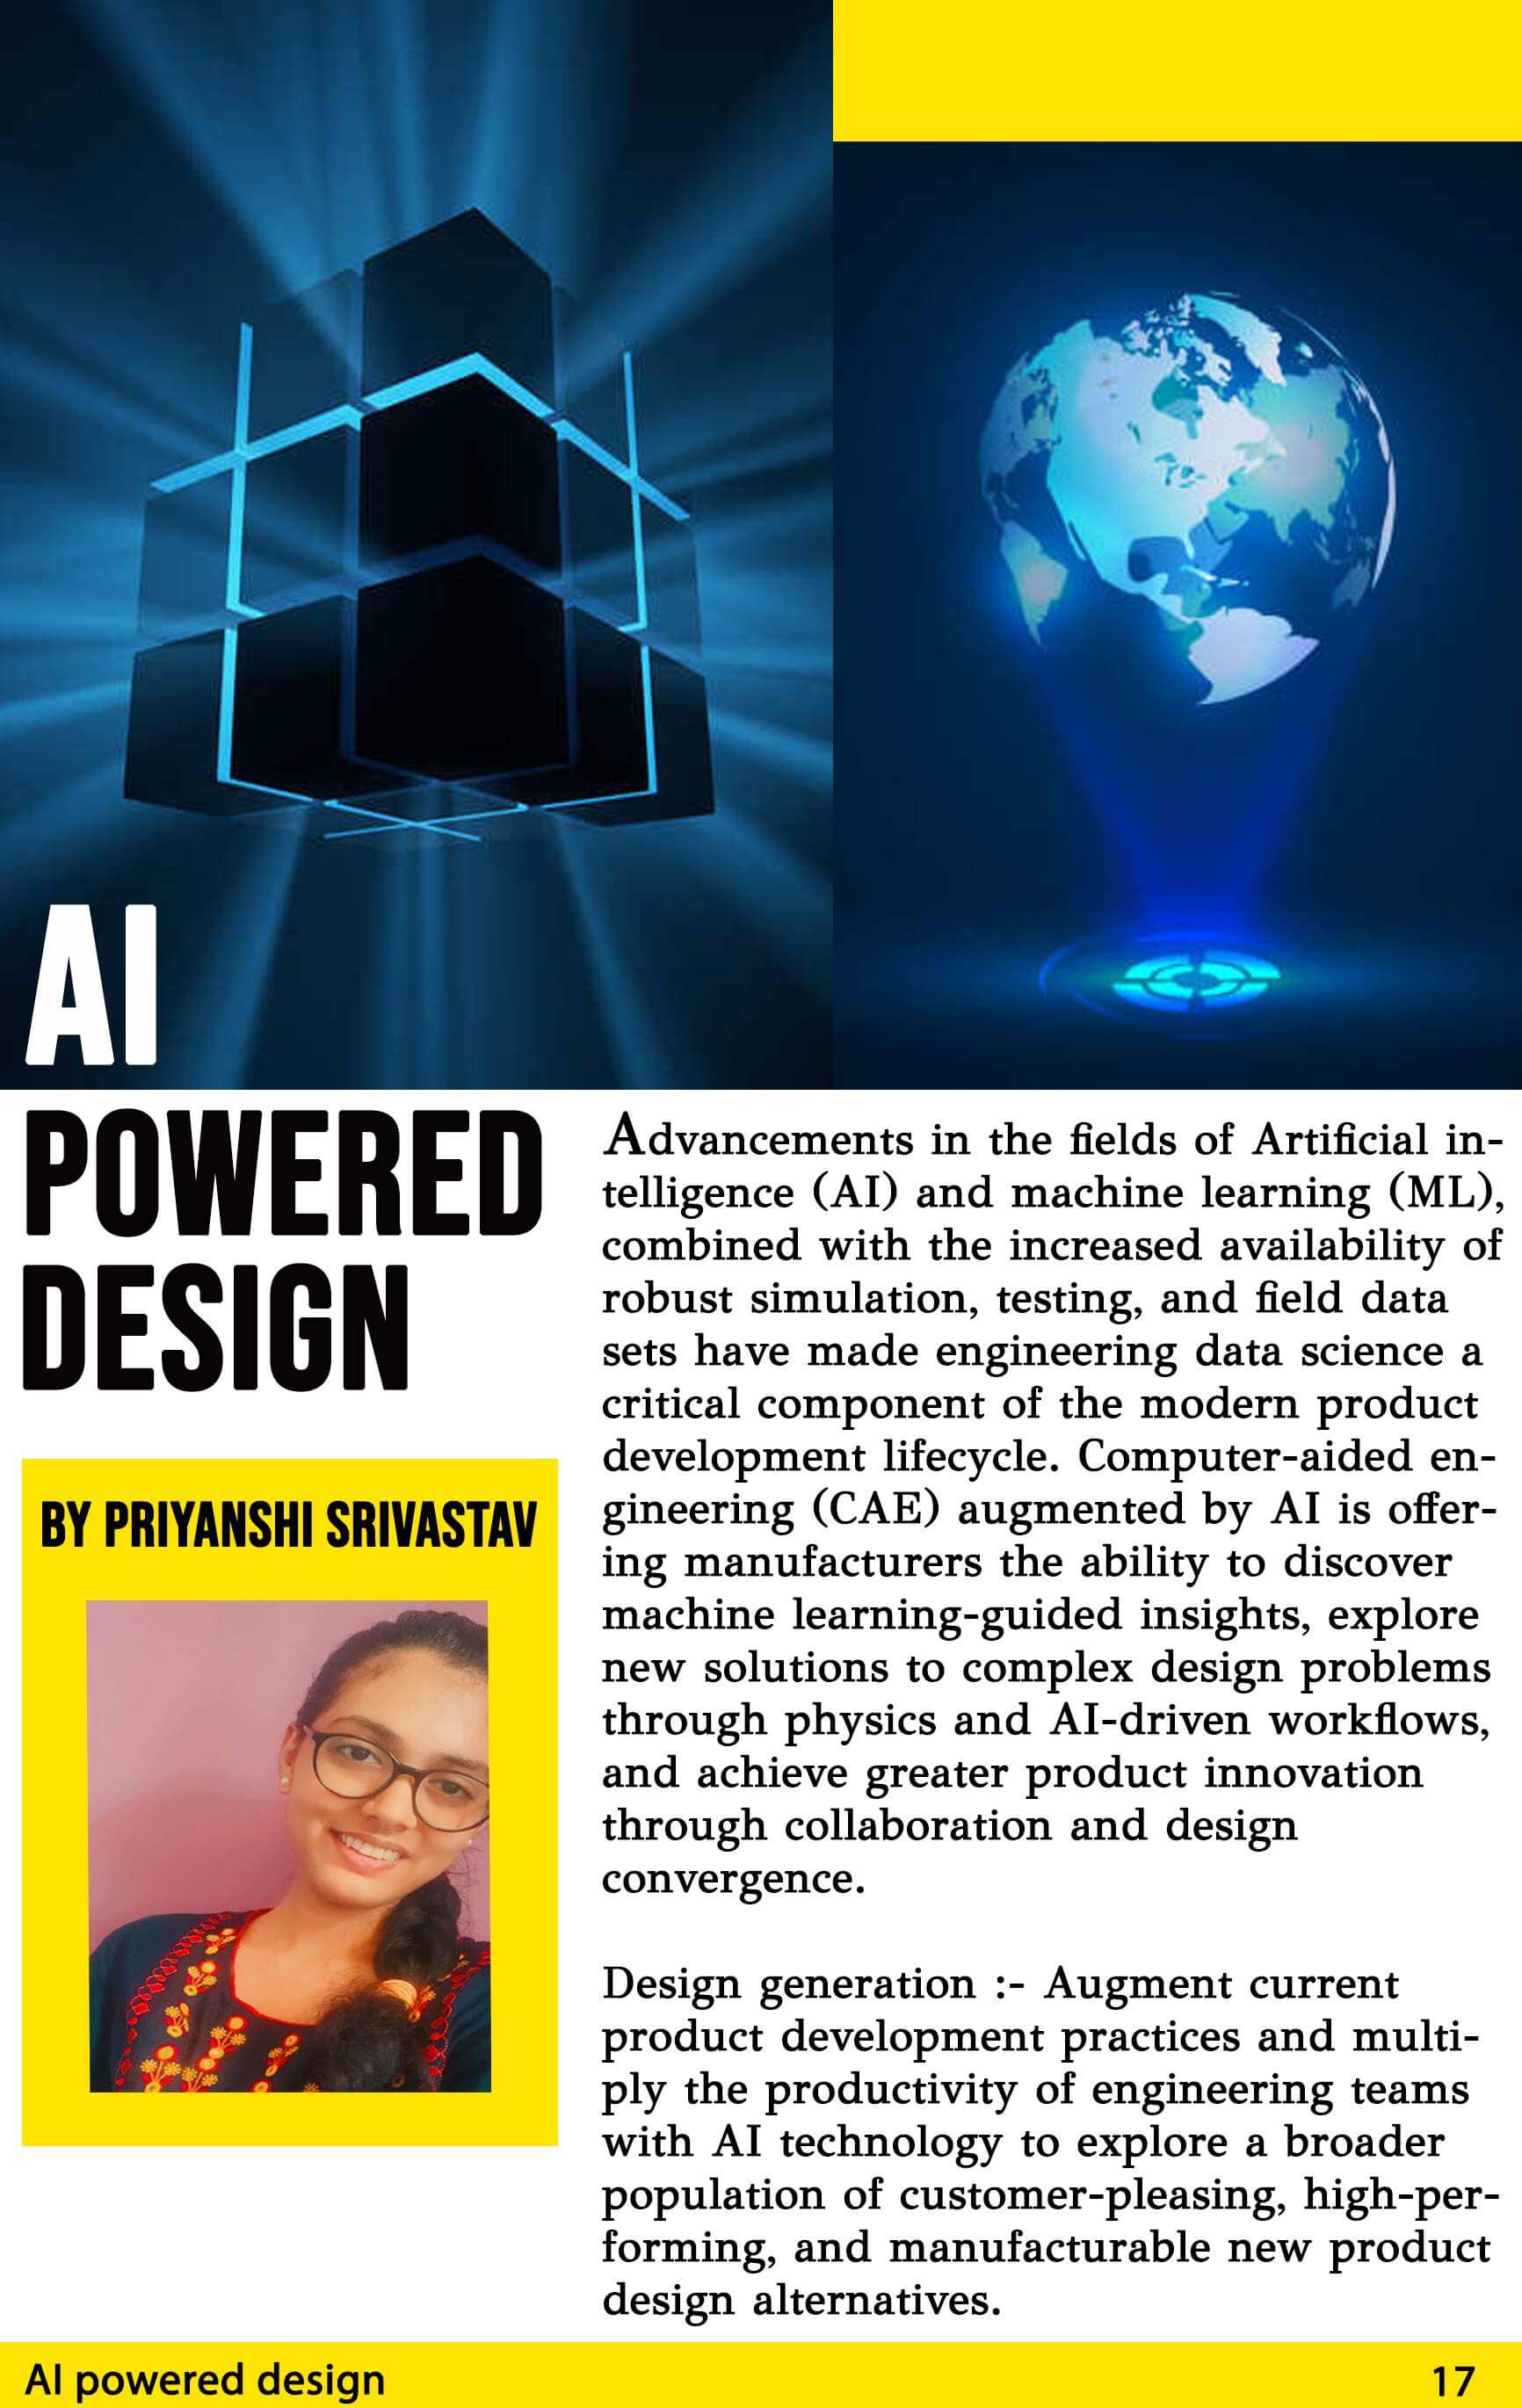 AI
POWERED
DESIGN
BY PRIYANSHI SRIVASTAV
Advancements in the fields of Artificial in-
telligence (AI) and machine learning (ML),
combined with the increased availability of
robust simulation, testing, and field data
sets have made engineering data science a
critical component of the modern product
development lifecycle. Computer-aided en-
gineering (CAE) augmented by AI is offer-
ing manufacturers the ability to discover
machine learning-guided insights, explore
new solutions to complex design problems
through physics and AI-driven workflows,
and achieve greater product innovation
through collaboration and design
convergence.
Design generation :- Augment current
product development practices and multi-
ply the productivity of engineering teams
with AI technology to explore a broader
population of customer-pleasing, high-per-
forming, and manufacturable new product
design alternatives.
AI powered design
17